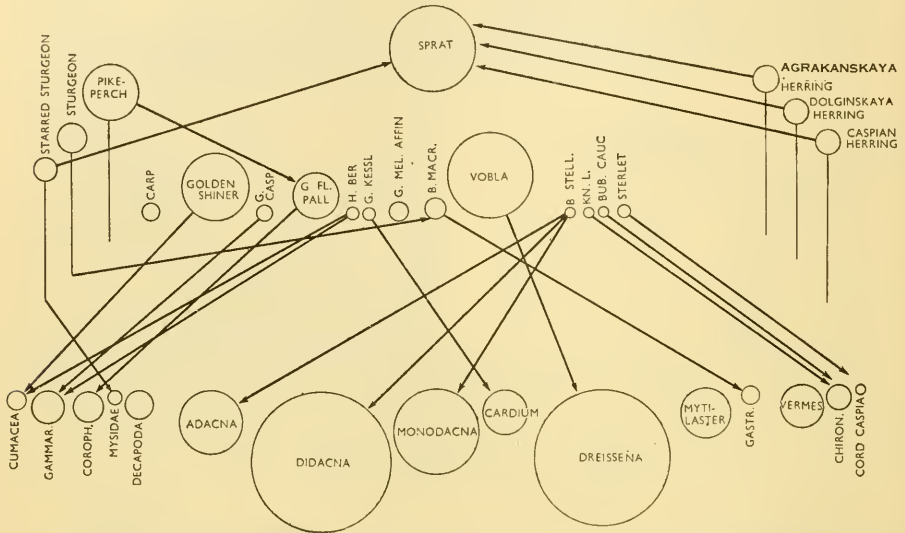 SPRAT
STARRED STURGEON
STURGEON
PIKE-
PERCH
AGRAKANSKAYA
HERRING
DOLGINSKAYA
HERRING
CASPIAN
HERRING
CARP
GOLDEN
SHINER
G.
CASP.
G. FL.
PALL
H. BER
G. KESSL
G. MEL. AFFIN
B. MACR.
VOBLA
B STELL.
KN. L.
BUB. CAUC
STERLET
CUMACEA
GAMMAR.
COROPH.
MYSIDAE
DECAPODA
ADACNA
DIDACNA
MONODACNA
CARDIUM
DREISSEÑA
MYTI-
LASTER
GASTR.
VERMES
CHIRON.
CORD CASPIA